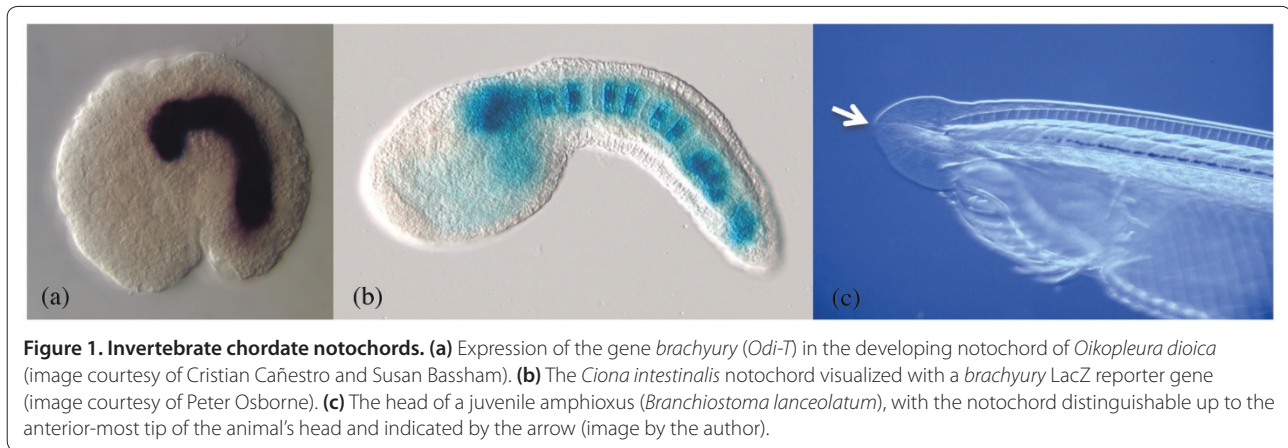 (a)
(b)
(c)
Figure 1. Invertebrate chordate notochords. (a) Expression of the gene brachyury (Odi-T) in the developing notochord of Oikopleura dioica
(image courtesy of Cristian Cañestro and Susan Bassham). (b) The Ciona intestinalis notochord visualized with a brachyury LacZ reporter gene
(image courtesy of Peter Osborne). (c) The head of a juvenile amphioxus (Branchiostoma lanceolatum), with the notochord distinguishable up to the
anterior-most tip of the animal's head and indicated by the arrow (image by the author).